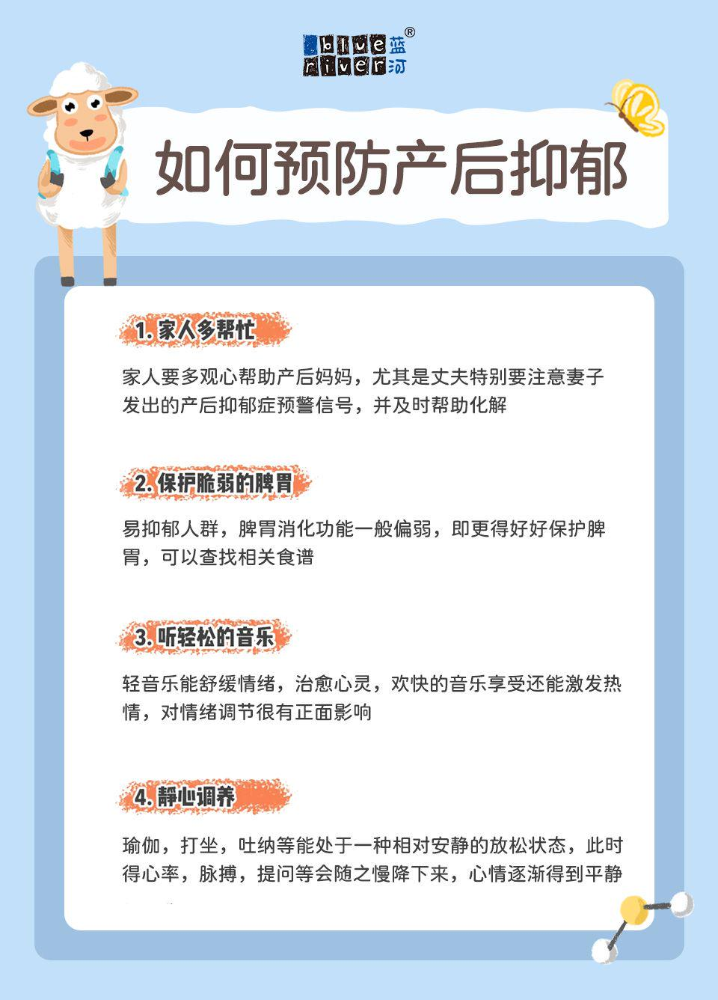 blue蓝®
river河
如何预防产后抑郁
1. 家人多帮忙
家人要多观心帮助产后妈妈，尤其是丈夫特别要注意妻子
发出的产后抑郁症预警信号，并及时帮助化解
2. 保护脆弱的脾胃
易抑郁人群，脾胃消化功能一般偏弱，即更得好好保护脾
胃，可以查找相关食谱
3. 听轻松的音乐
轻音乐能舒缓情绪，治愈心灵，欢快的音乐享受还能激发热
情，对情绪调节很有正面影响
4. 静心调养
瑜伽，打坐，吐纳等能处于一种相对安静的放松状态，此时
得心率，脉搏，提问等会随之慢降下来，心情逐渐得到平静